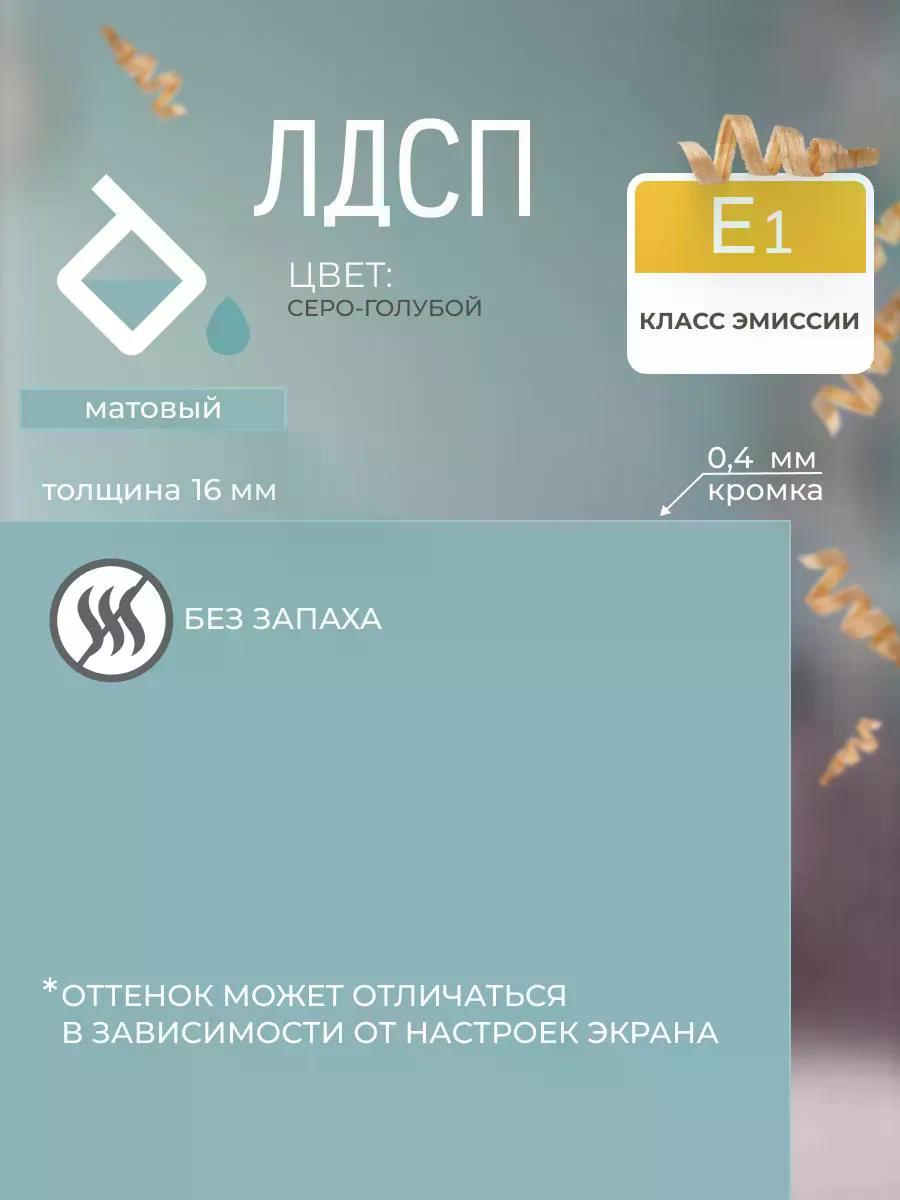 ЛДСП
ЦВЕТ:
СЕРО-ГОЛУБОЙ
E1
КЛАСС ЭМИССИИ
матовый
толщина 16 мм
0,4 мм
кромка
БЕЗ ЗАПАХА
*ОТТЕНОК МОЖЕТ ОТЛИЧАТЬСЯ
В ЗАВИСИМОСТИ ОТ НАСТРОЕК ЭКРАНА